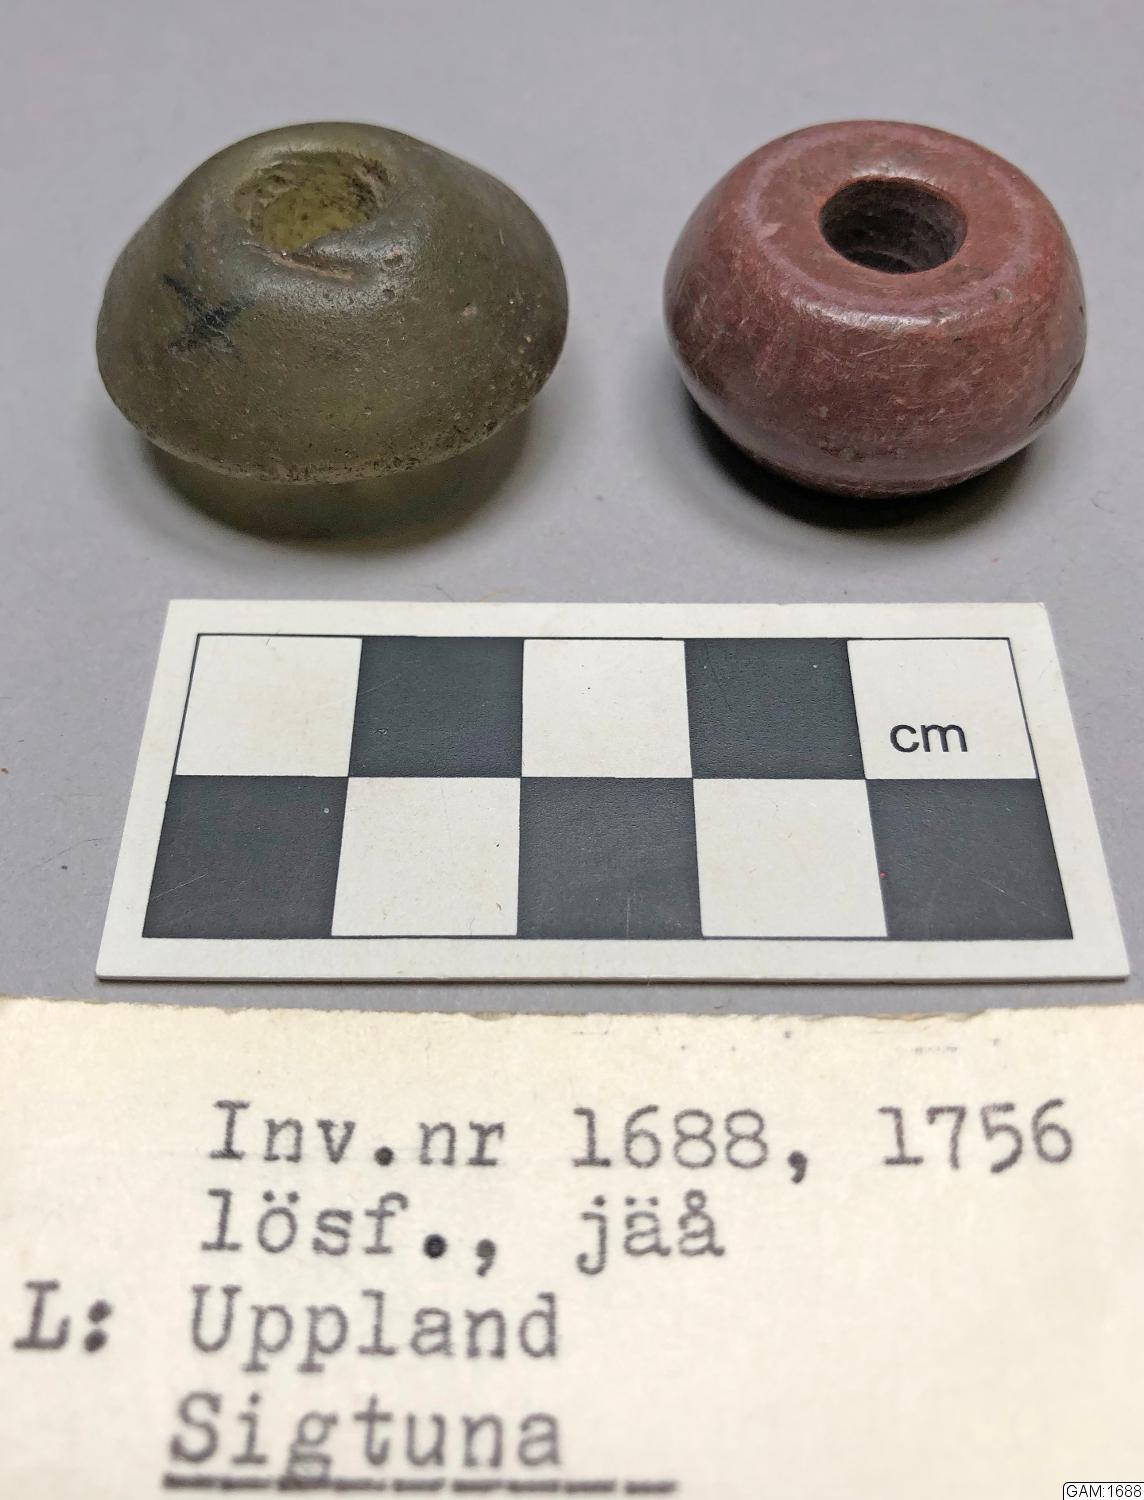 cm
Inv.nr 1688, 1756
lösf., jäå
L: Uppland
Sigtuna
GAM:1688